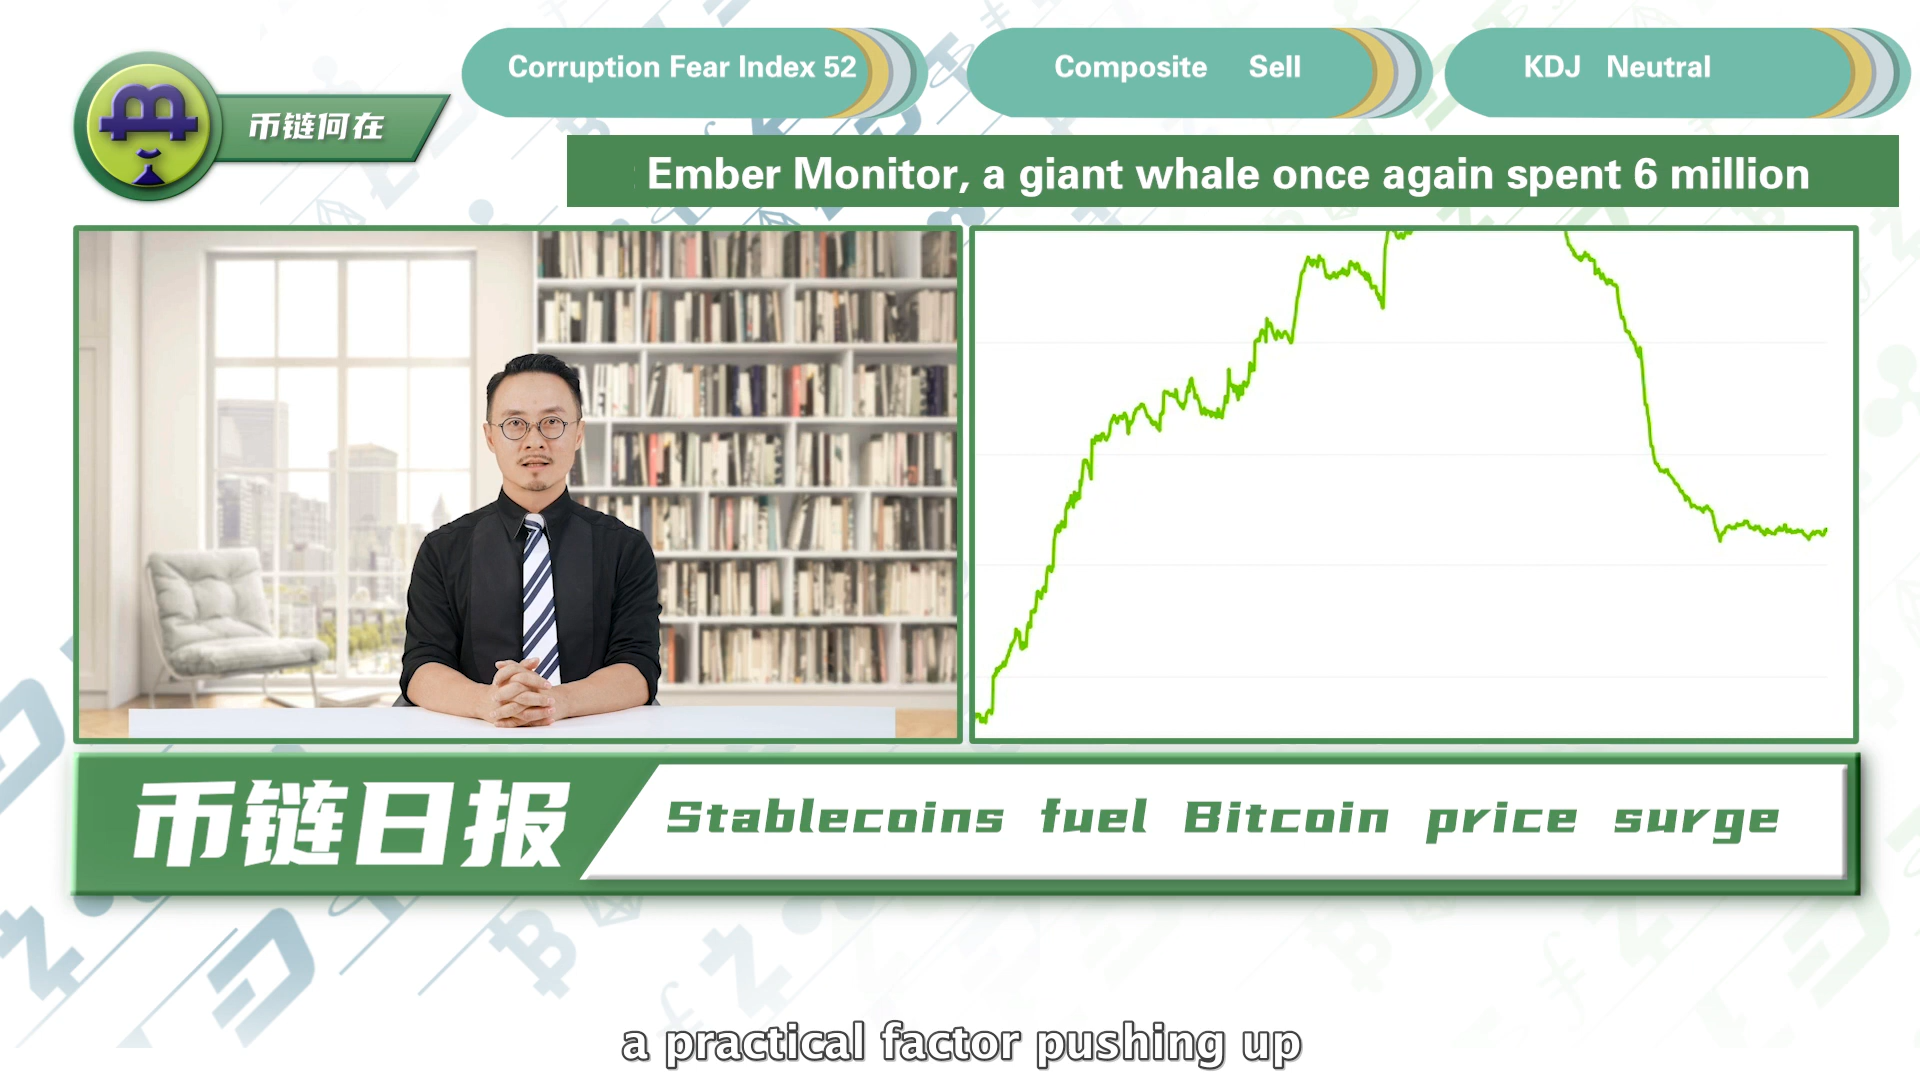 Corruption Fear Index 52
Composite Sell
KDJ Neutral
币链何在
Ember Monitor, a giant whale once again spent 6 million
币链日报
Stablecoins fuel Bitcoin price surge
a practical factor pushing up